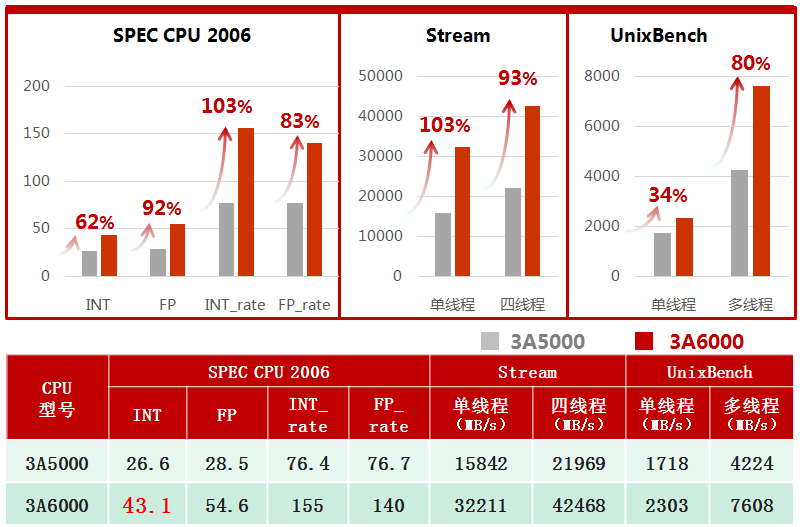 SPEC CPU 2006
200
150
100
50
0
62%
92%
103%
83%
INT FP INT_rate FP_rate
Stream
50000
40000
30000
20000
10000
0
103%
93%
单线程 四线程
UnixBench
8000
6000
4000
2000
0
34%
80%
单线程 多线程
3A5000 3A6000
CPU
型号
SPEC CPU 2006 Stream UnixBench
INT FP INT_
rate FP_
rate 单线程
(MB/s) 四线程
(MB/s) 单线程
(MB/s) 多线程
(MB/s)
3A5000 26.6 28.5 76.4 76.7 15842 21969 1718 4224
3A6000 43.1 54.6 155 140 32211 42468 2303 7608